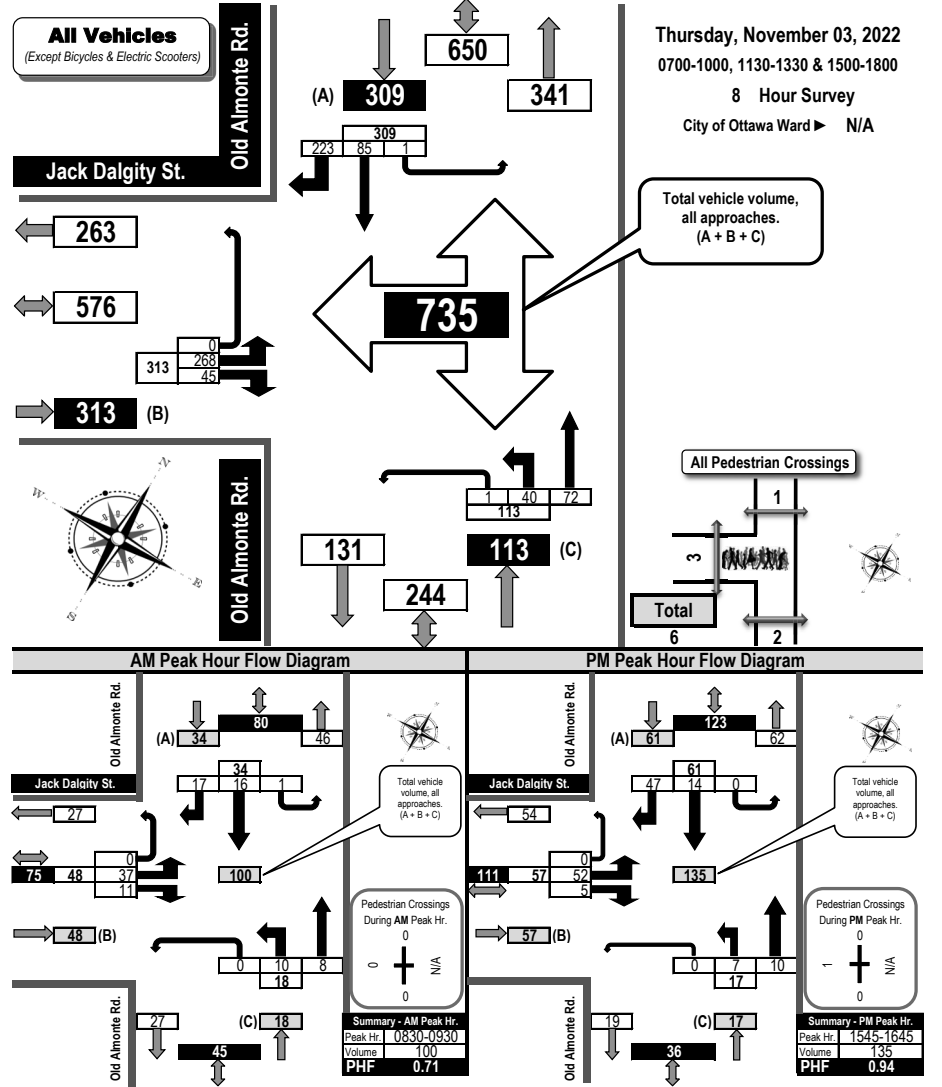 All Vehicles
(Except Bicycles & Electric Scooters)
Old Almonte Rd.
Jack Dalgity St.
650
(A) 309
341
309
223 85 1
Thursday, November 03, 2022
0700-1000, 1130-1330 & 1500-1800
8 Hour Survey
City of Ottawa Ward ► N/A
Total vehicle volume,
all approaches.
(A + B + C)
263
576
735
0
313 268
45
313 (B)
N
W
E
S
Old Almonte Rd.
1 40 72
113
131
113 (C)
244
All Pedestrian Crossings
1
3
Total
6
2
AM Peak Hour Flow Diagram
Old Almonte Rd.
80
(A) 34
46
34
17 16 1
Jack Dalgity St.
27
Total vehicle
volume, all
approaches.
(A + B + C)
0
75 48 37
11
100
48 (B)
Pedestrian Crossings
During AM Peak Hr.
0
0
N/A
0
0 10 8
18
Old Almonte Rd.
27
(C) 18
45
Summary - AM Peak Hr.
Peak Hr. 0830-0930
Volume 100
PHF 0.71
PM Peak Hour Flow Diagram
Old Almonte Rd.
123
(A) 61
62
61
47 14 0
Jack Dalgity St.
54
Total vehicle
volume, all
approaches.
(A + B + C)
0
111 57 52
5
135
57 (B)
Pedestrian Crossings
During PM Peak Hr.
0
1
N/A
0
0 7 10
17
Old Almonte Rd.
19
(C) 17
36
Summary - PM Peak Hr.
Peak Hr. 1545-1645
Volume 135
PHF 0.94